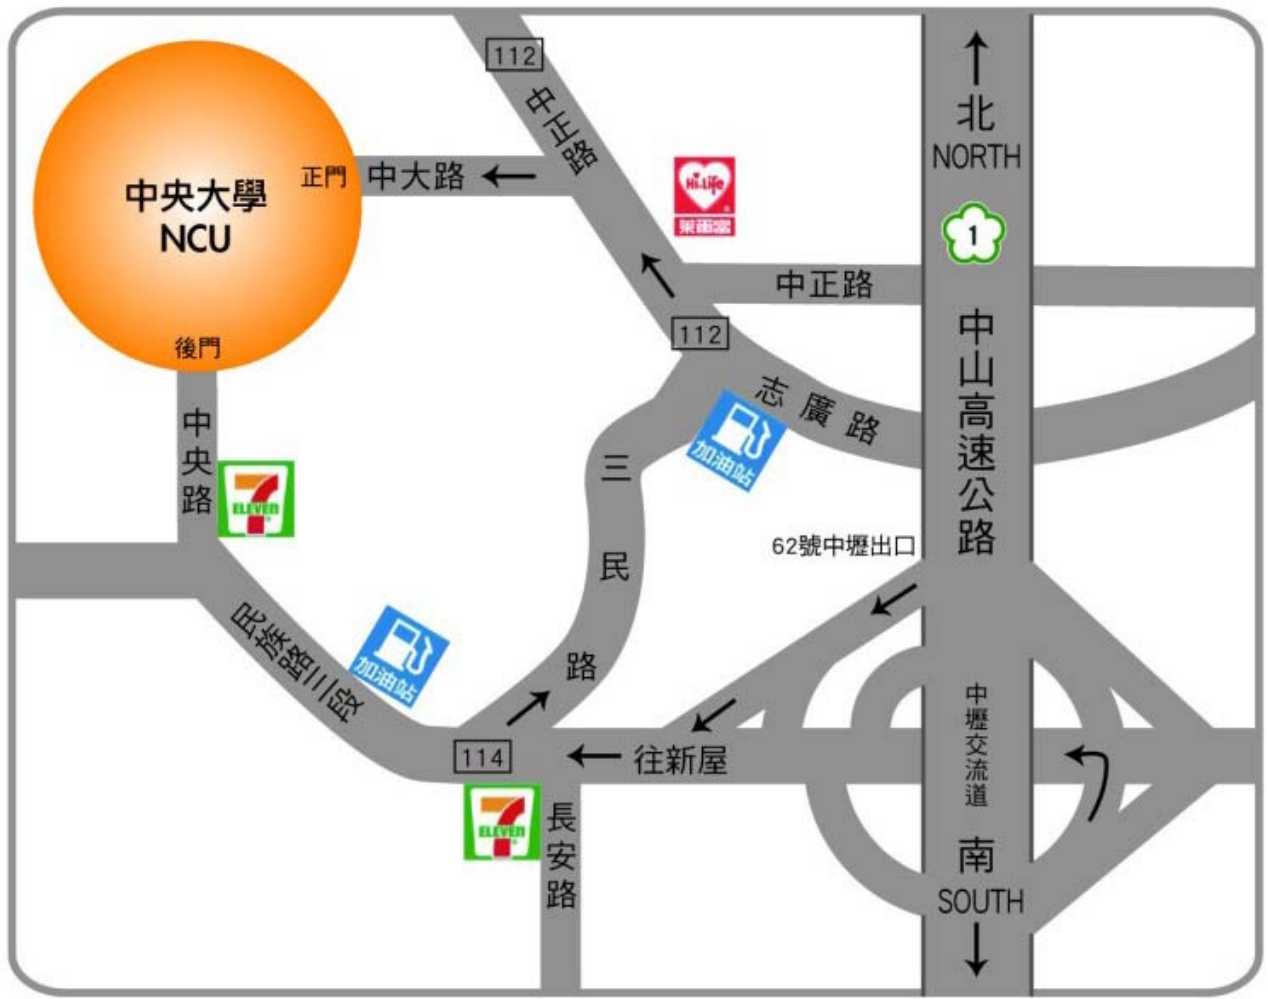 112
中正路
北
NORTH
正門
中大路
中央大學
NCU
Hi-Life
萊爾富
1
中正路
112
後門
志廣路
加油站
中山高速公路
中央路
7
ELEVEN
三民路
62號中壢出口
民族路三段
加油站
中壢交流道
114
往新屋
7
ELEVEN
長安路
南
SOUTH